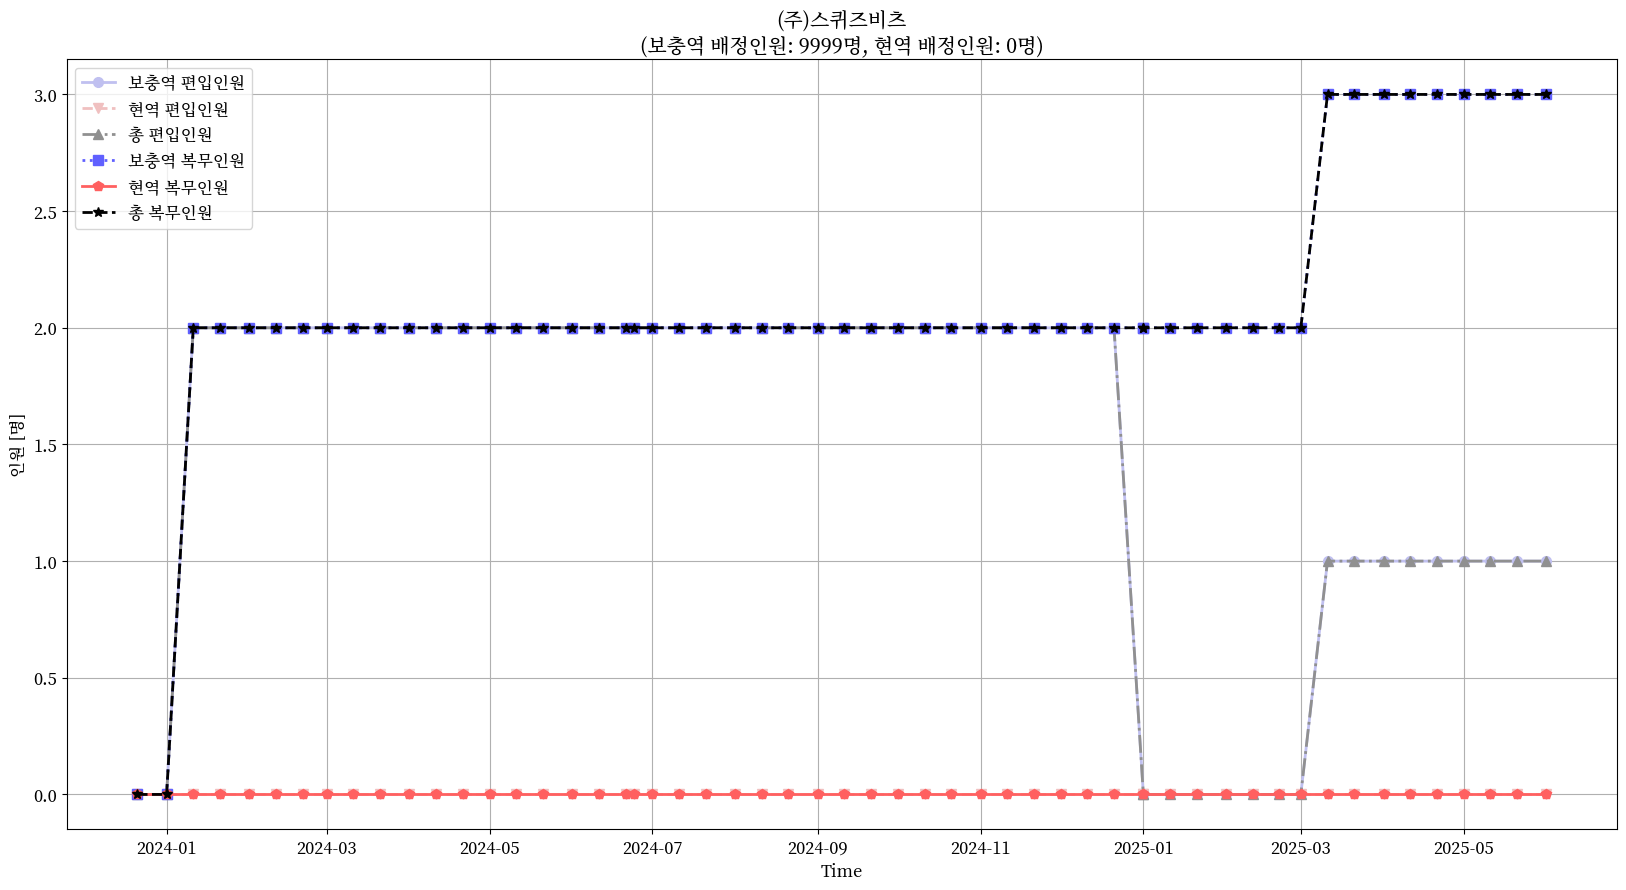 (주)스퀴즈비츠
(보충역 배정인원: 9999명, 현역 배정인원: 0명)
보충역 편입인원
현역 편입인원
총 편입인원
보충역 복무인원
현역 복무인원
총 복무인원
인원 [명]
3.0
2.5
2.0
1.5
1.0
0.5
0.0
2024-01 2024-03 2024-05 2024-07 2024-09 2024-11 2025-01 2025-03 2025-05
Time